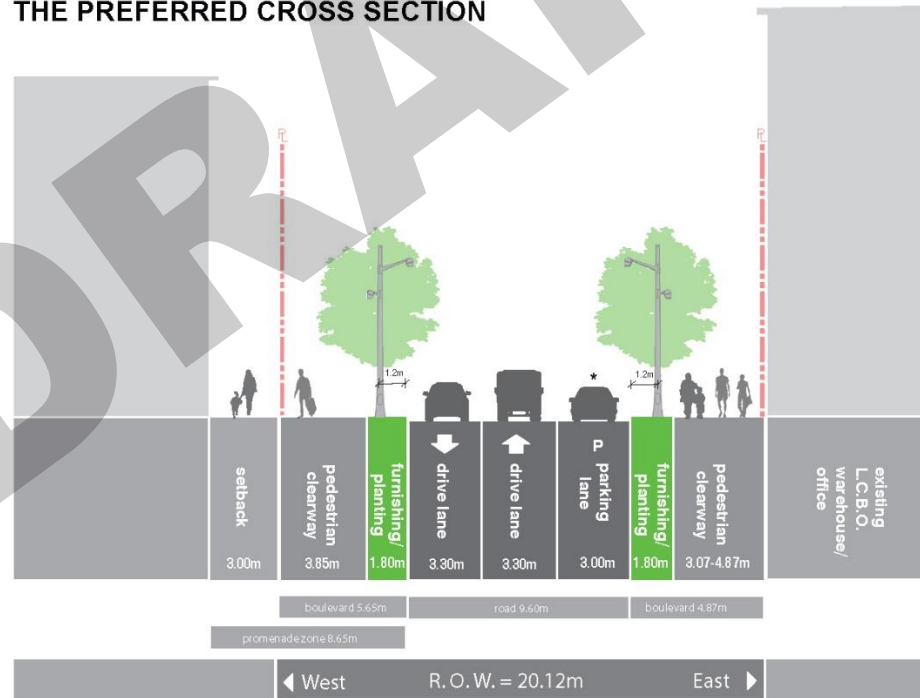 THE PREFERRED CROSS SECTION
DRAFT
PL
PL
1.2m
1.2m
*
P
setback
3.00m
pedestrian
clearway
3.85m
furnishing/
planting
1.80m
drive lane
3.30m
drive lane
3.30m
parking
lane
3.00m
furnishing/
planting
1.80m
pedestrian
clearway
3.07-4.87m
existing
L.C.B.O.
warehouse/
office
boulevard 5.65m
road 9.60m
boulevard 4.87m
promenade zone 8.65m
West
R.O.W. = 20.12m
East